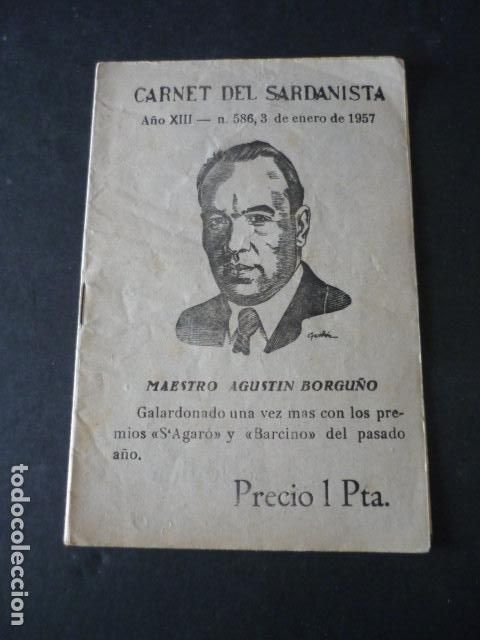 CARNET DEL SARDANISTA
Año XIII — n. 586, 3 de enero de 1957
MAESTRO AGUSTIN BORGUÑO
Galardonado una vez mas con los pre-
mios «S'Agaró» y «Barcino» del pasado
año.
Precio 1 Pta.
todocoleccion.net